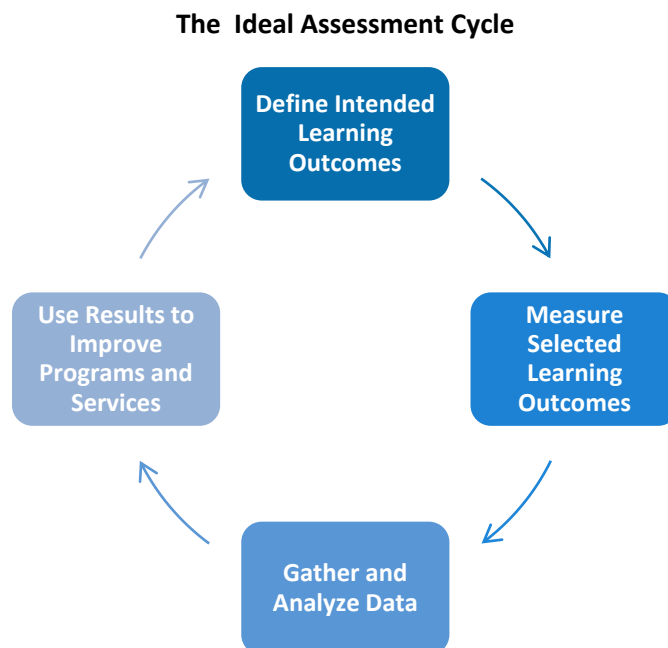 The Ideal Assessment Cycle
Define Intended
Learning
Outcomes
Measure
Selected
Learning
Outcomes
Gather and
Analyze Data
Use Results to
Improve
Programs and
Services